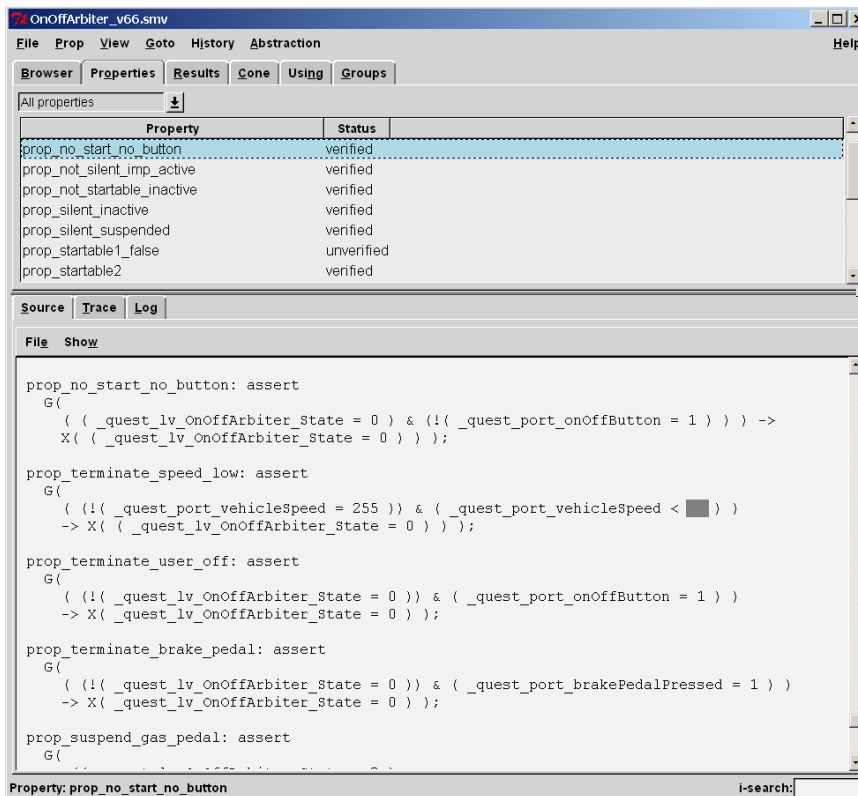 OnOffArbiter_v66.smv
File Prop View Goto History Abstraction Help
Browser Properties Results Cone Using Groups
All properties
Property Status
prop_no_start_no_button verified
prop_not_silent_imp_active verified
prop_not_startable_inactive verified
prop_silent_inactive verified
prop_silent_suspended verified
prop_startable1_false unverified
prop_startable2 verified
Source Trace Log
File Show
prop_no_start_no_button: assert
G(
( ( _quest_lv_OnOffArbiter_State = 0 ) & (!( _quest_port_onOffButton = 1 ) ) ) ->
X( ( _quest_lv_OnOffArbiter_State = 0 ) ) );
prop_terminate_speed_low: assert
G(
( (!( _quest_port_vehicleSpeed = 255 )) & ( _quest_port_vehicleSpeed < ) )
-> X( ( _quest_lv_OnOffArbiter_State = 0 ) ) );
prop_terminate_user_off: assert
G(
( (!( _quest_lv_OnOffArbiter_State = 0 )) & ( _quest_port_onOffButton = 1 ) )
-> X( _quest_lv_OnOffArbiter_State = 0 ) );
prop_terminate_brake_pedal: assert
G(
( (!( _quest_lv_OnOffArbiter_State = 0 )) & ( _quest_port_brakePedalPressed = 1 ) )
-> X( _quest_lv_OnOffArbiter_State = 0 ) );
prop_suspend_gas_pedal: assert
G(
Property: prop_no_start_no_button i-search: